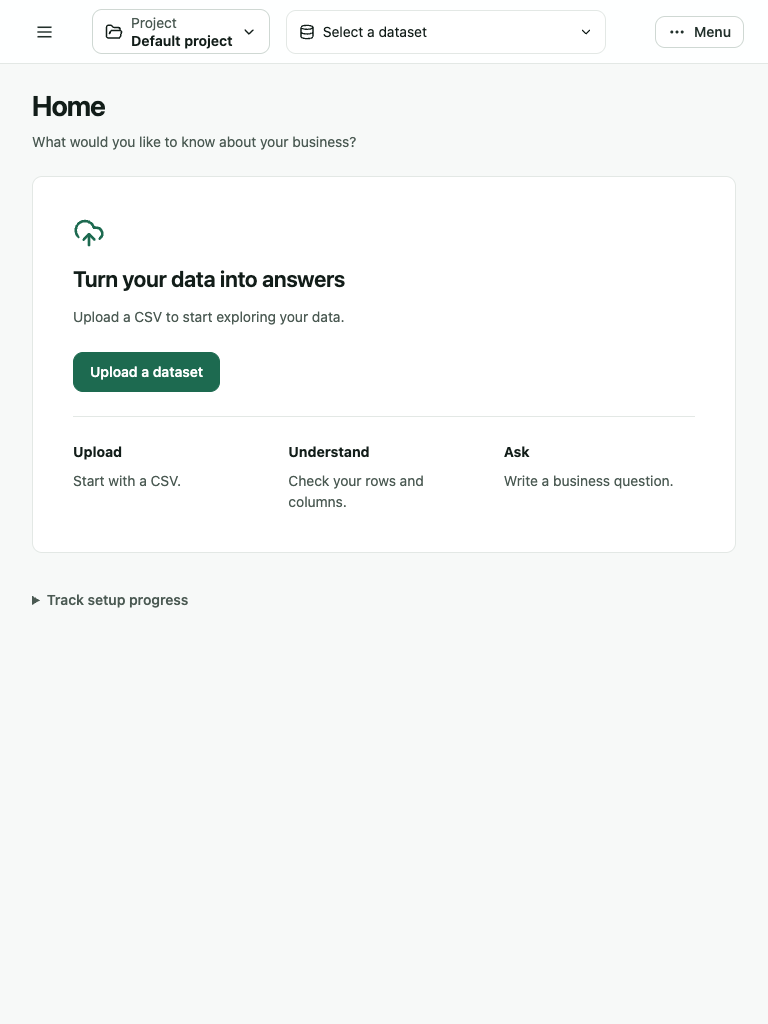 Project
Default project
Select a dataset
Menu
Home
What would you like to know about your business?
Turn your data into answers
Upload a CSV to start exploring your data.
Upload a dataset
Upload
Start with a CSV.
Understand
Check your rows and
columns.
Ask
Write a business question.
Track setup progress